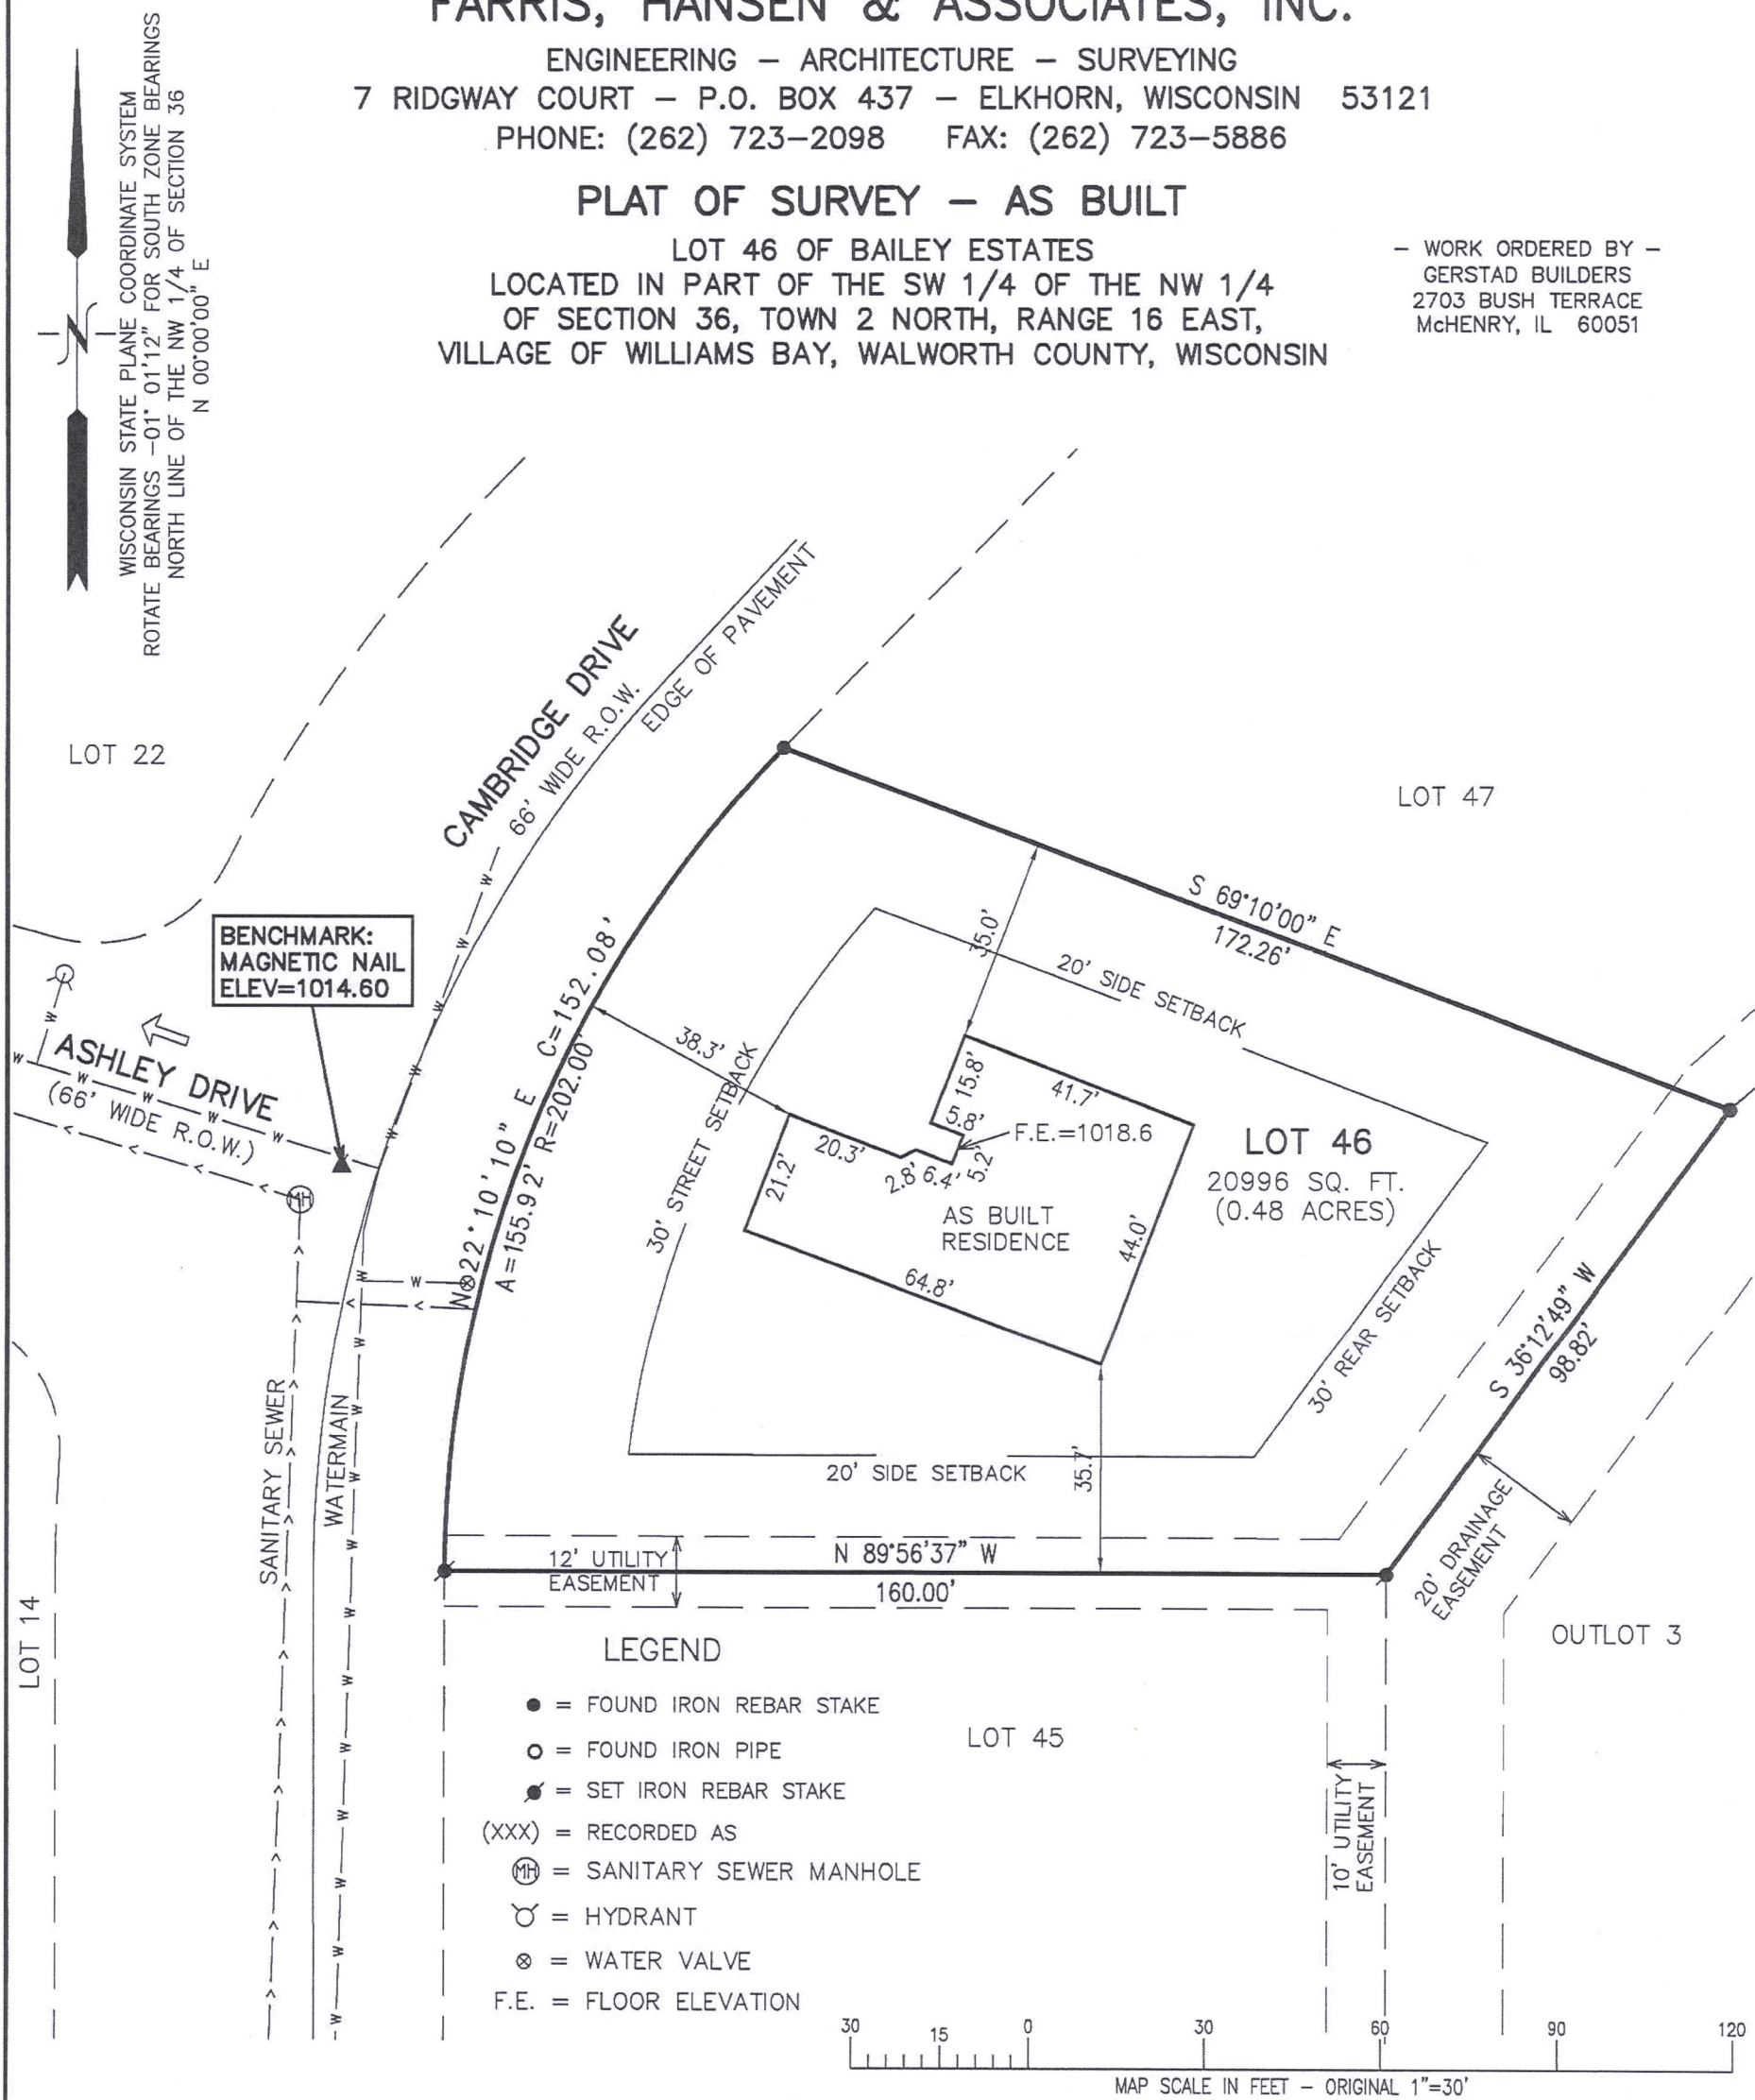 FARRIS, HANSEN & ASSOCIATES, INC.
ENGINEERING – ARCHITECTURE – SURVEYING
7 RIDGWAY COURT – P.O. BOX 437 – ELKHORN, WISCONSIN 53121
PHONE: (262) 723–2098 FAX: (262) 723–5886
PLAT OF SURVEY – AS BUILT
LOT 46 OF BAILEY ESTATES
LOCATED IN PART OF THE SW 1/4 OF THE NW 1/4
OF SECTION 36, TOWN 2 NORTH, RANGE 16 EAST,
VILLAGE OF WILLIAMS BAY, WALWORTH COUNTY, WISCONSIN
– WORK ORDERED BY –
GERSTAD BUILDERS
2703 BUSH TERRACE
McHENRY, IL 60051
WISCONSIN STATE PLANE COORDINATE SYSTEM
ROTATE BEARINGS –01° 01'12" FOR SOUTH ZONE BEARINGS
NORTH LINE OF THE NW 1/4 OF SECTION 36
N 00°00'00" E
N
LOT 22
CAMBRIDGE DRIVE
66' WIDE R.O.W.
EDGE OF PAVEMENT
LOT 47
BENCHMARK:
MAGNETIC NAIL
ELEV=1014.60
ASHLEY DRIVE
(66' WIDE R.O.W.)
MH
N 22°10'10" E C=152.08'
A=155.92' R=202.00'
S 69°10'00" E
172.26'
35.0'
20' SIDE SETBACK
38.3'
30' STREET SETBACK
15.8'
41.7'
5.8'
F.E.=1018.6
20.3'
2.8'
6.4'
5.2'
21.2'
AS BUILT
RESIDENCE
44.0'
64.8'
LOT 46
20996 SQ. FT.
(0.48 ACRES)
30' REAR SETBACK
S 36°12'49" W
98.82'
20' SIDE SETBACK
35.7'
SANITARY SEWER
WATERMAIN
12' UTILITY
EASEMENT
N 89°56'37" W
160.00'
20' DRAINAGE
EASEMENT
OUTLOT 3
LOT 14
LOT 45
10' UTILITY
EASEMENT
LEGEND
= FOUND IRON REBAR STAKE
= FOUND IRON PIPE
= SET IRON REBAR STAKE
(XXX) = RECORDED AS
MH = SANITARY SEWER MANHOLE
= HYDRANT
= WATER VALVE
F.E. = FLOOR ELEVATION
30 15 0 30 60 90 120
MAP SCALE IN FEET – ORIGINAL 1"=30'